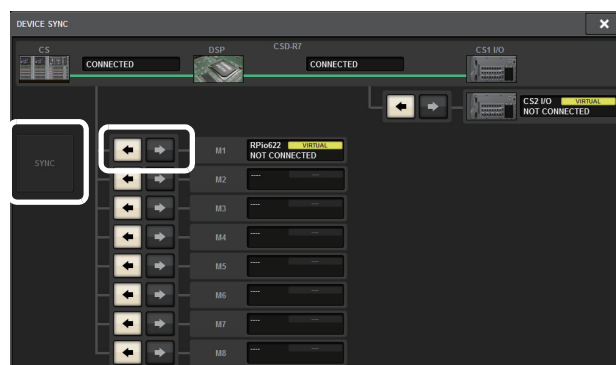 DEVICE SYNC
CS
DSP
CSD-R7
CS1 I/O
CONNECTED
CONNECTED
CS2 I/O VIRTUAL
NOT CONNECTED
SYNC
M1
RPio622 VIRTUAL
NOT CONNECTED
M2
---- ---
M3
---- ---
M4
---- ---
M5
---- ---
M6
---- ---
M7
---- ---
M8
---- ---